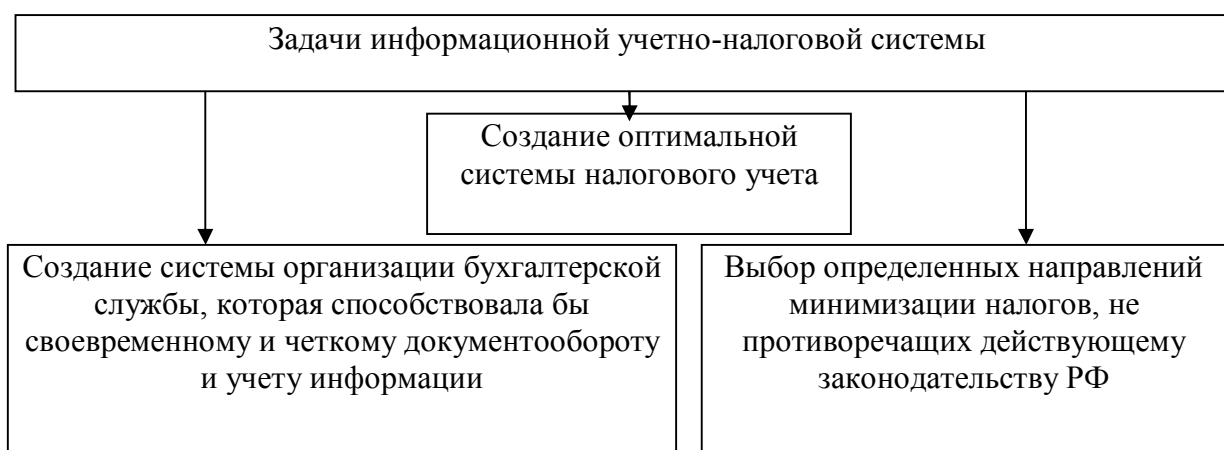 Задачи информационной учетно-налоговой системы
Создание оптимальной
системы налогового учета
Создание системы организации бухгалтерской
службы, которая способствовала бы
своевременному и четкому документообороту
и учету информации
Выбор определенных направлений
минимизации налогов, не
противоречащих действующему
законодательству РФ